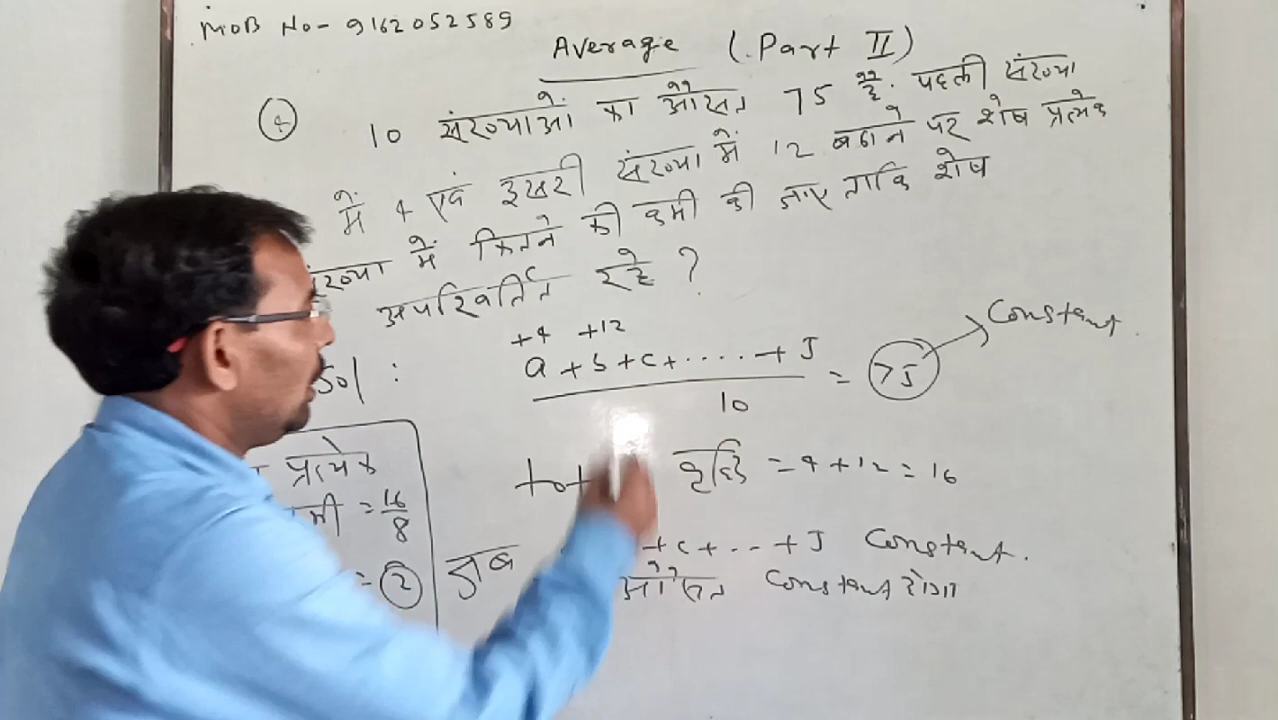 MOB No- 9162052589
Average (Part II)
④ 10 संख्याओं का औसत 75 है. पहली संख्या
में 4 एवं दुसरी संख्या में 12 बढाने पर शेष प्रत्येक
संख्या में कितने की कमी की जाए ताकि शेष
अपरिवर्तित रहे ?
Sol :
+4 +12
a + b + c + ..... + J
10
= 75 → Constant
tot वृद्धि = 4 + 12 = 16
प्रत्येक
मी = 16/8
= 2
जब + c + -- + J Constant.
औसत Constant होगा